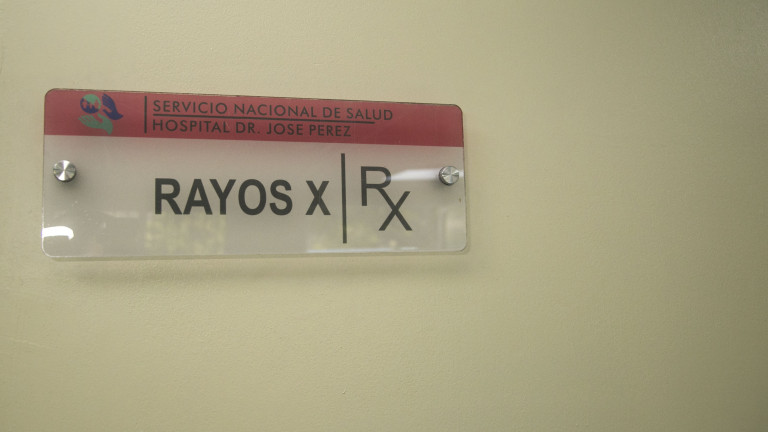 SERVICIO NACIONAL DE SALUD
HOSPITAL DR. JOSE PEREZ
RAYOS X Rx